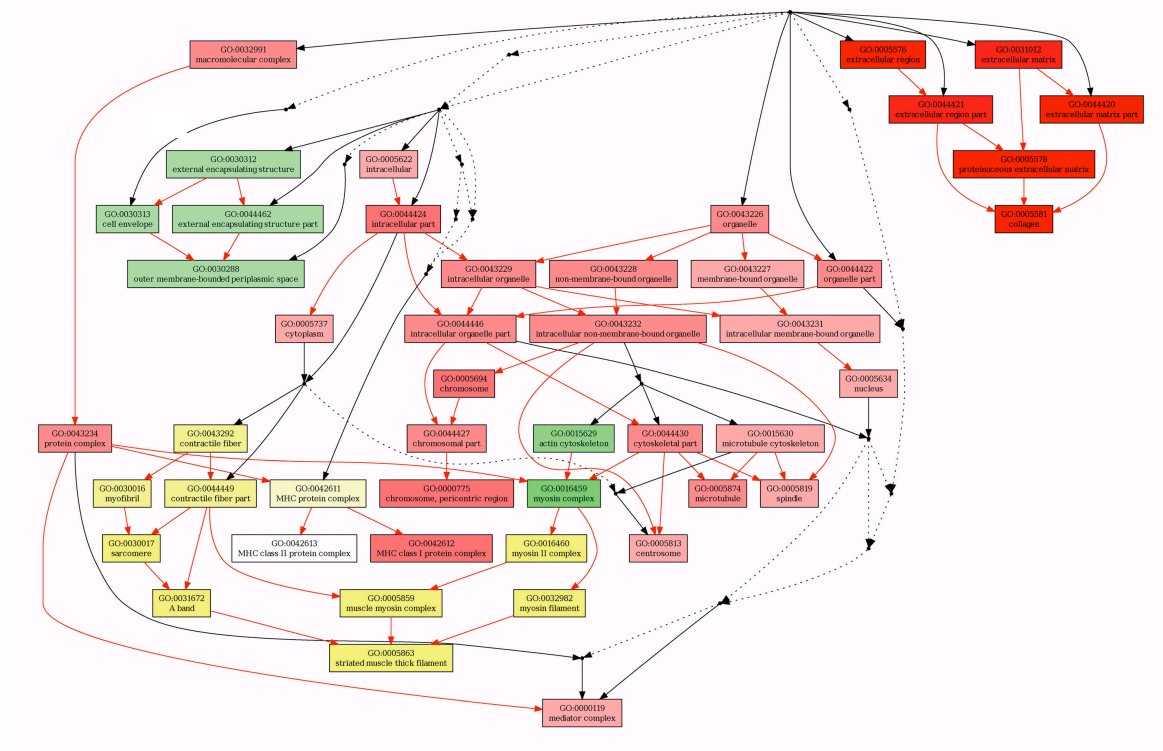 GO:0032991
macromolecular complex
GO:0005576
extracellular region
GO:0031012
extracellular matrix
GO:0044421
extracellular region part
GO:0044420
extracellular matrix part
GO:0030312
external encapsulating structure
GO:0005622
intracellular
GO:0005578
proteinaceous extracellular matrix
GO:0030313
cell envelope
GO:0044462
external encapsulating structure part
GO:0044424
intracellular part
GO:0043226
organelle
GO:0005581
collagen
GO:0030288
outer membrane-bounded periplasmic space
GO:0043229
intracellular organelle
GO:0043228
non-membrane-bound organelle
GO:0043227
membrane-bound organelle
GO:0044422
organelle part
GO:0005737
cytoplasm
GO:0044446
intracellular organelle part
GO:0043232
intracellular non-membrane-bound organelle
GO:0043231
intracellular membrane-bound organelle
GO:0005694
chromosome
GO:0005634
nucleus
GO:0043234
protein complex
GO:0043292
contractile fiber
GO:0044427
chromosomal part
GO:0015629
actin cytoskeleton
GO:0044430
cytoskeletal part
GO:0015630
microtubule cytoskeleton
GO:0030016
myofibril
GO:0044449
contractile fiber part
GO:0042611
MHC protein complex
GO:0000775
chromosome, pericentric region
GO:0016459
myosin complex
GO:0005874
microtubule
GO:0005819
spindle
GO:0030017
sarcomere
GO:0042613
MHC class II protein complex
GO:0042612
MHC class I protein complex
GO:0016460
myosin II complex
GO:0005813
centrosome
GO:0031672
A band
GO:0005859
muscle myosin complex
GO:0032982
myosin filament
GO:0005863
striated muscle thick filament
GO:0000119
mediator complex